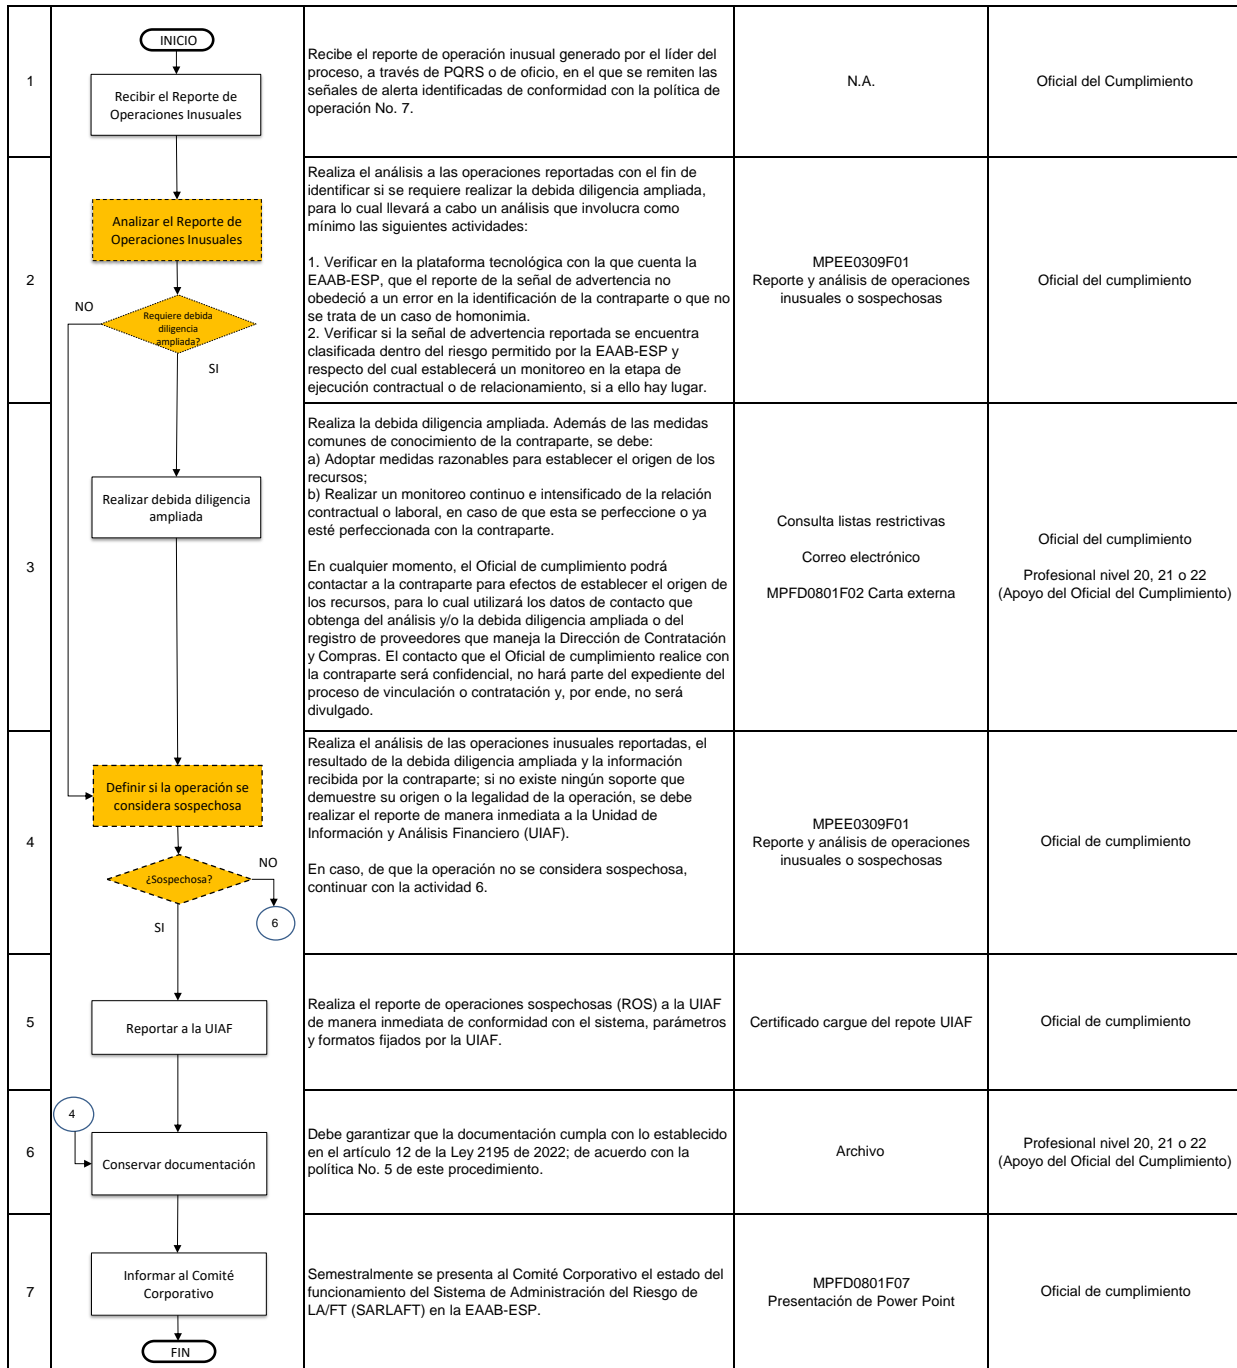 1
INICIO
Recibir el Reporte de
Operaciones Inusuales
Recibe el reporte de operación inusual generado por el líder del
proceso, a través de PQRS o de oficio, en el que se remiten las
señales de alerta identificadas de conformidad con la política de
operación No. 7.
N.A.
Oficial del Cumplimiento
2
Analizar el Reporte de
Operaciones Inusuales
NO
Requiere debida
diligencia
ampliada?
SI
Realiza el análisis a las operaciones reportadas con el fin de
identificar si se requiere realizar la debida diligencia ampliada,
para lo cual llevará a cabo un análisis que involucra como
mínimo las siguientes actividades:
1. Verificar en la plataforma tecnológica con la que cuenta la
EAAB-ESP, que el reporte de la señal de advertencia no
obedeció a un error en la identificación de la contraparte o que no
se trata de un caso de homonimia.
2. Verificar si la señal de advertencia reportada se encuentra
clasificada dentro del riesgo permitido por la EAAB-ESP y
respecto del cual establecerá un monitoreo en la etapa de
ejecución contractual o de relacionamiento, si a ello hay lugar.
MPEE0309F01
Reporte y análisis de operaciones
inusuales o sospechosas
Oficial del cumplimiento
3
Realizar debida diligencia
ampliada
Realiza la debida diligencia ampliada. Además de las medidas
comunes de conocimiento de la contraparte, se debe:
a) Adoptar medidas razonables para establecer el origen de los
recursos;
b) Realizar un monitoreo continuo e intensificado de la relación
contractual o laboral, en caso de que esta se perfeccione o ya
esté perfeccionada con la contraparte.
En cualquier momento, el Oficial de cumplimiento podrá
contactar a la contraparte para efectos de establecer el origen de
los recursos, para lo cual utilizará los datos de contacto que
obtenga del análisis y/o la debida diligencia ampliada o del
registro de proveedores que maneja la Dirección de Contratación
y Compras. El contacto que el Oficial de cumplimiento realice con
la contraparte será confidencial, no hará parte del expediente del
proceso de vinculación o contratación y, por ende, no será
divulgado.
Consulta listas restrictivas
Correo electrónico
MPFD0801F02 Carta externa
Oficial del cumplimiento
Profesional nivel 20, 21 o 22
(Apoyo del Oficial del Cumplimiento)
4
Definir si la operación se
considera sospechosa
¿Sospechosa?
NO
6
SI
Realiza el análisis de las operaciones inusuales reportadas, el
resultado de la debida diligencia ampliada y la información
recibida por la contraparte; si no existe ningún soporte que
demuestre su origen o la legalidad de la operación, se debe
realizar el reporte de manera inmediata a la Unidad de
Información y Análisis Financiero (UIAF).
En caso, de que la operación no se considera sospechosa,
continuar con la actividad 6.
MPEE0309F01
Reporte y análisis de operaciones
inusuales o sospechosas
Oficial de cumplimiento
5
Reportar a la UIAF
Realiza el reporte de operaciones sospechosas (ROS) a la UIAF
de manera inmediata de conformidad con el sistema, parámetros
y formatos fijados por la UIAF.
Certificado cargue del repote UIAF
Oficial de cumplimiento
6
4
Conservar documentación
Debe garantizar que la documentación cumpla con lo establecido
en el artículo 12 de la Ley 2195 de 2022; de acuerdo con la
política No. 5 de este procedimiento.
Archivo
Profesional nivel 20, 21 o 22
(Apoyo del Oficial del Cumplimiento)
7
Informar al Comité
Corporativo
FIN
Semestralmente se presenta al Comité Corporativo el estado del
funcionamiento del Sistema de Administración del Riesgo de
LA/FT (SARLAFT) en la EAAB-ESP.
MPFD0801F07
Presentación de Power Point
Oficial de cumplimiento